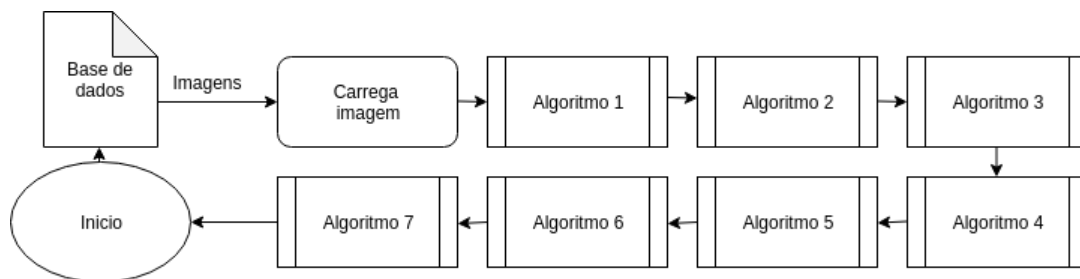 Base de
dados
Imagens
Carrega
imagem
Algoritmo 1
Algoritmo 2
Algoritmo 3
Algoritmo 4
Algoritmo 5
Algoritmo 6
Algoritmo 7
Inicio